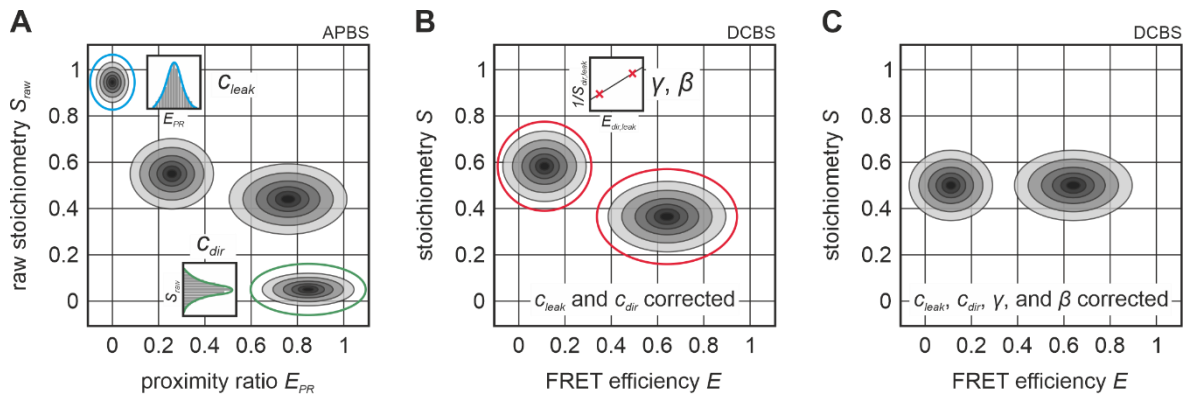 A
APBS
raw stoichiometry S_raw
1
0.8
0.6
0.4
0.2
0
c_leak
E_PR
c_dir
S_raw
0 0.2 0.4 0.6 0.8 1
proximity ratio E_PR
B
DCBS
stoichiometry S
1
0.8
0.6
0.4
0.2
0
1/S_dir,leak
γ, β
E_dir,leak
c_leak and c_dir corrected
0 0.2 0.4 0.6 0.8 1
FRET efficiency E
C
DCBS
stoichiometry S
1
0.8
0.6
0.4
0.2
0
c_leak, c_dir, γ, and β corrected
0 0.2 0.4 0.6 0.8 1
FRET efficiency E